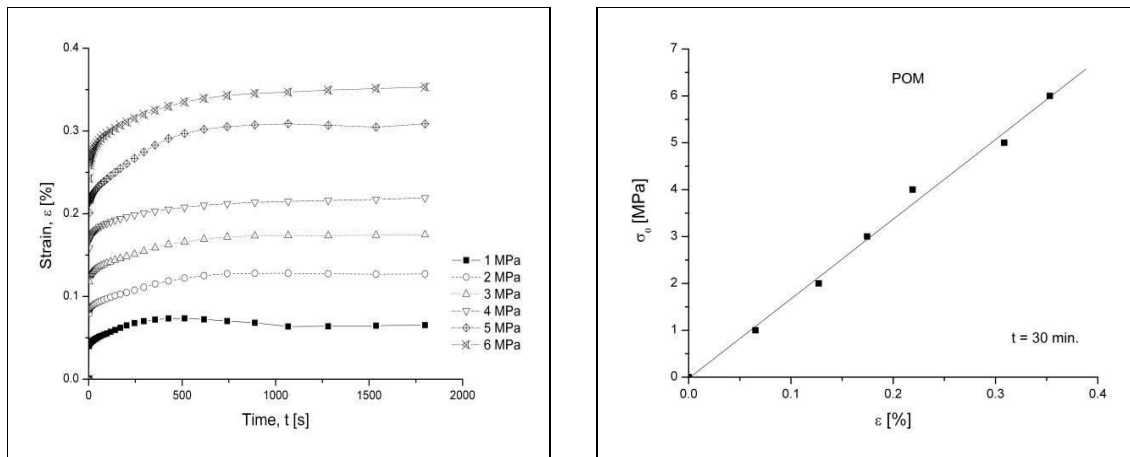 0.4
0.3
0.2
0.1
0.0
Strain, ε [%]
0
500
1000
1500
2000
Time, t [s]
1 MPa
2 MPa
3 MPa
4 MPa
5 MPa
6 MPa
7
6
5
4
3
2
1
0
σ₀ [MPa]
POM
t = 30 min.
0.0
0.1
0.2
0.3
0.4
ε [%]